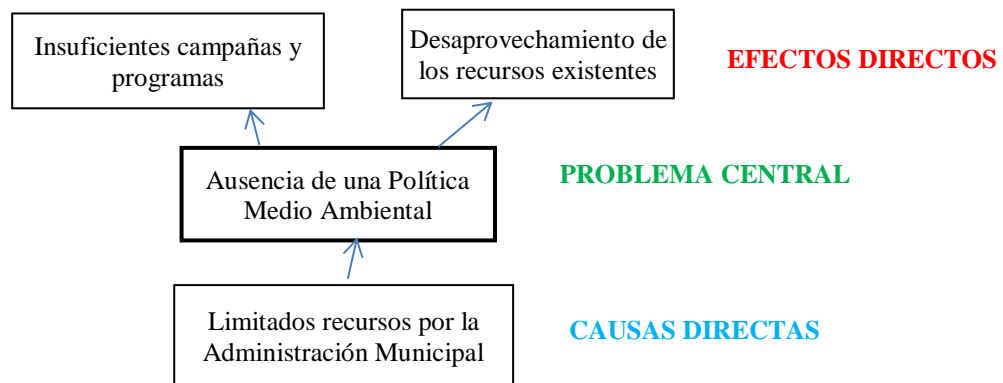 Insuficientes campañas y
programas
Desaprovechamiento de
los recursos existentes
EFECTOS DIRECTOS
Ausencia de una Política
Medio Ambiental
PROBLEMA CENTRAL
Limitados recursos por la
Administración Municipal
CAUSAS DIRECTAS